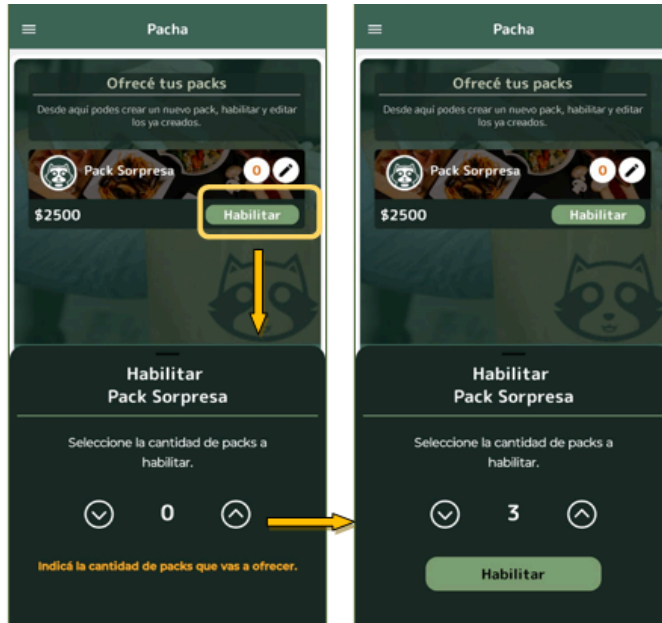 Pacha
Ofrecé tus packs
Desde aquí podes crear un nuevo pack, habilitar y editar
los ya creados.
Pack Sorpresa
0
$2500
Habilitar
Habilitar
Pack Sorpresa
Seleccione la cantidad de packs a
habilitar.
0
Indicá la cantidad de packs que vas a ofrecer.
Pacha
Ofrecé tus packs
Desde aquí podes crear un nuevo pack, habilitar y editar
los ya creados.
Pack Sorpresa
0
$2500
Habilitar
Habilitar
Pack Sorpresa
Seleccione la cantidad de packs a
habilitar.
3
Habilitar